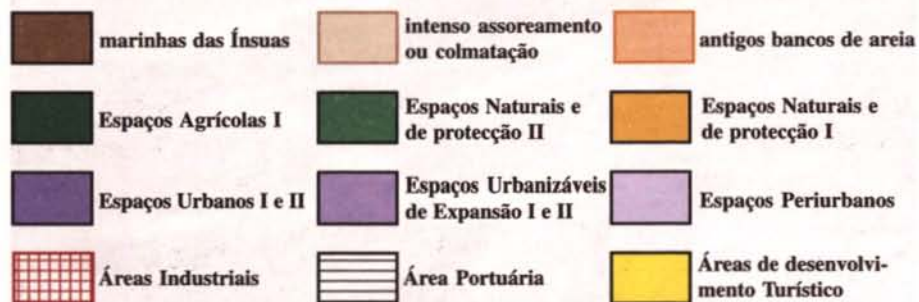 marinhas das Ínsuas
intenso assoreamento
ou colmatação
antigos bancos de areia
Espaços Agrícolas I
Espaços Naturais e
de protecção II
Espaços Naturais e
de protecção I
Espaços Urbanos I e II
Espaços Urbanizáveis
de Expansão I e II
Espaços Periurbanos
Áreas Industriais
Área Portuária
Áreas de desenvolvi-
mento Turístico